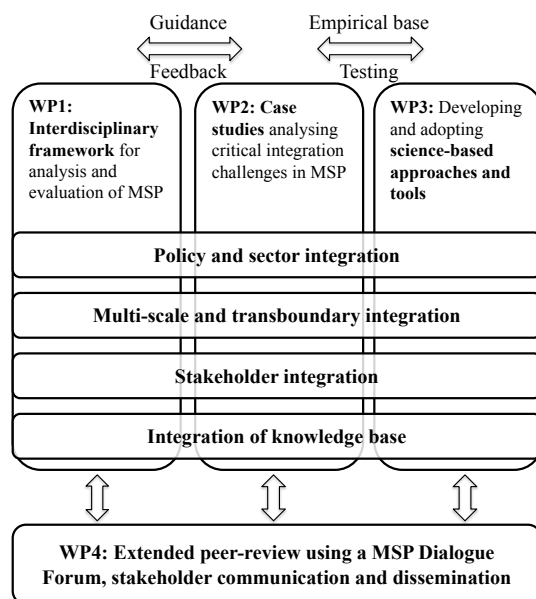 Guidance
Empirical base
Feedback
Testing
WP1:
Interdisciplinary
framework for
analysis and
evaluation of MSP
WP2: Case
studies analysing
critical integration
challenges in MSP
WP3: Developing
and adopting
science-based
approaches and
tools
Policy and sector integration
Multi-scale and transboundary integration
Stakeholder integration
Integration of knowledge base
WP4: Extended peer-review using a MSP Dialogue
Forum, stakeholder communication and dissemination